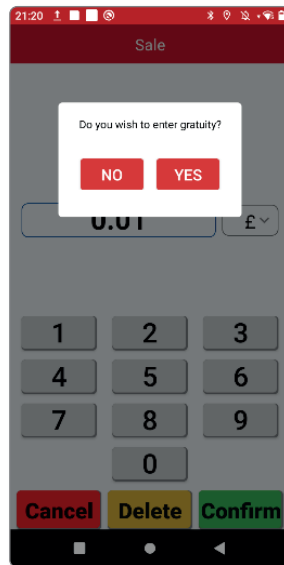 21:20
Sale
Do you wish to enter gratuity?
NO YES
0.01 £
1 2 3
4 5 6
7 8 9
0
Cancel Delete Confirm